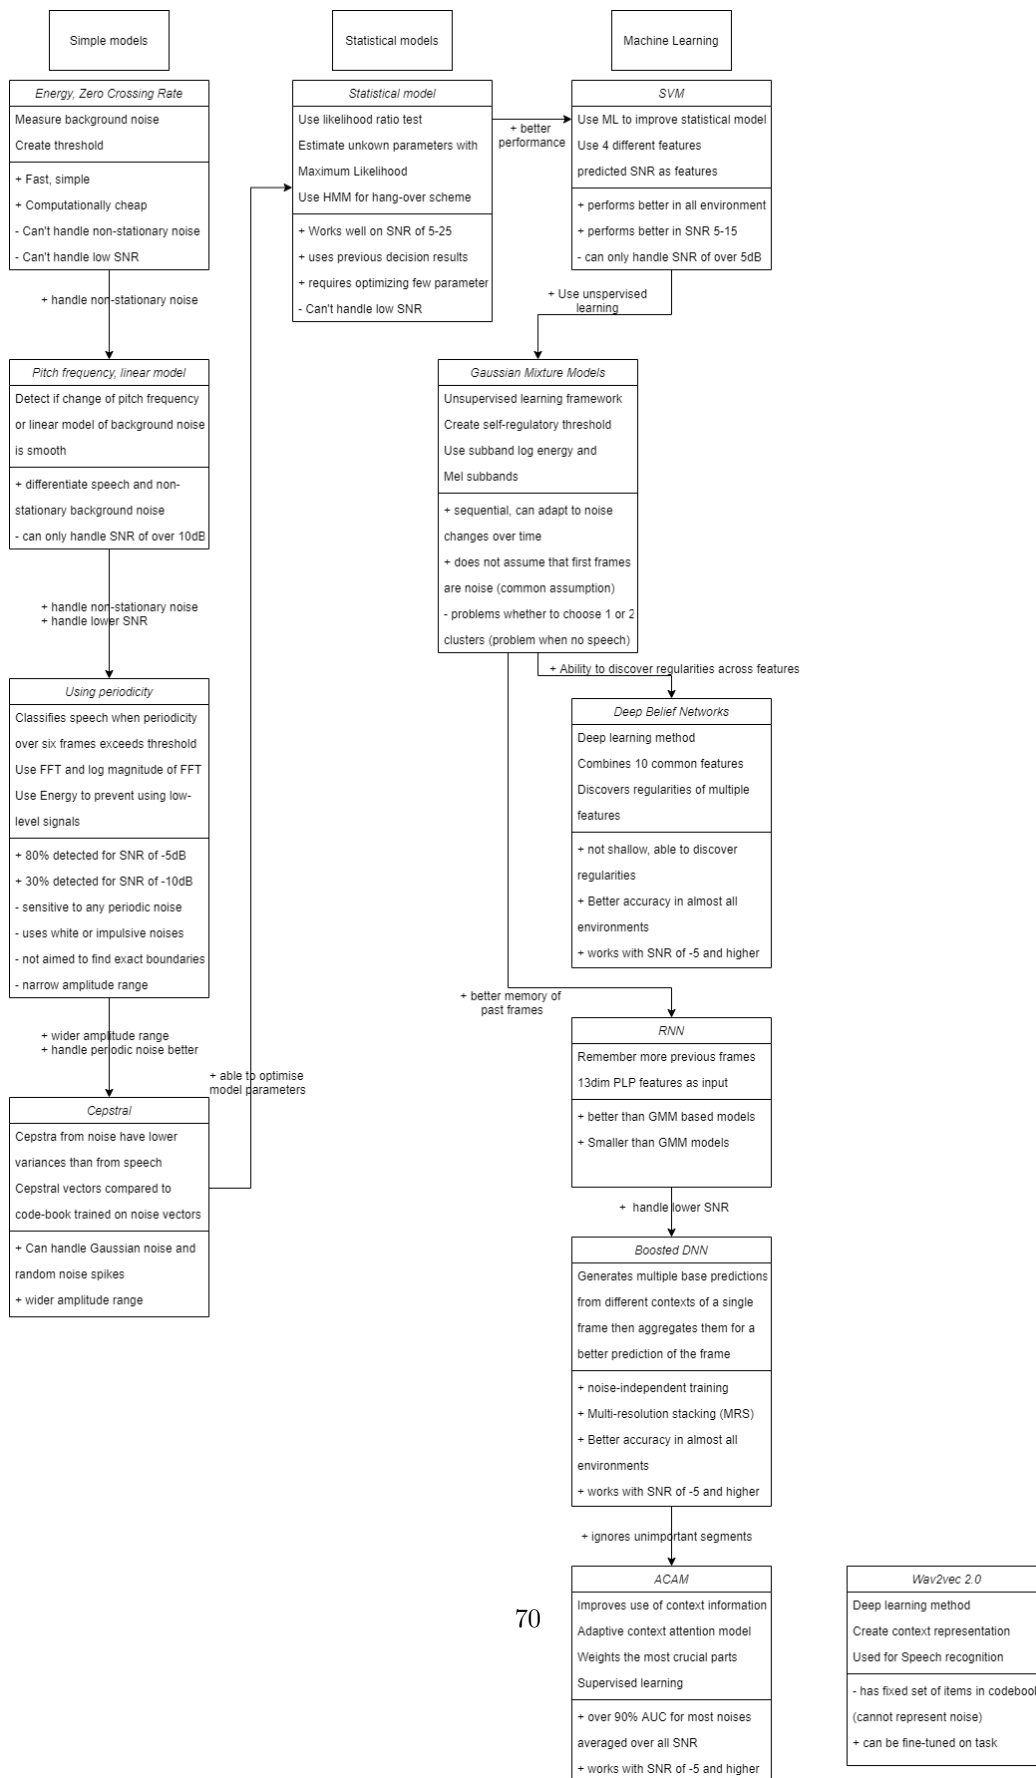 Simple models
Statistical models
Machine Learning
Energy, Zero Crossing Rate
Measure background noise
Create threshold
+ Fast, simple
+ Computationally cheap
- Can't handle non-stationary noise
- Can't handle low SNR
+ handle non-stationary noise
Pitch frequency, linear model
Detect if change of pitch frequency
or linear model of background noise
is smooth
+ differentiate speech and non-
stationary background noise
- can only handle SNR of over 10dB
+ handle non-stationary noise
+ handle lower SNR
Using periodicity
Classifies speech when periodicity
over six frames exceeds threshold
Use FFT and log magnitude of FFT
Use Energy to prevent using low-
level signals
+ 80% detected for SNR of -5dB
+ 30% detected for SNR of -10dB
- sensitive to any periodic noise
- uses white or impulsive noises
- not aimed to find exact boundaries
- narrow amplitude range
+ wider amplitude range
+ handle periodic noise better
Cepstral
Cepstra from noise have lower
variances than from speech
Cepstral vectors compared to
code-book trained on noise vectors
+ Can handle Gaussian noise and
random noise spikes
+ wider amplitude range
+ able to optimise
model parameters
Statistical model
Use likelihood ratio test
Estimate unkown parameters with
Maximum Likelihood
Use HMM for hang-over scheme
+ Works well on SNR of 5-25
+ uses previous decision results
+ requires optimizing few parameter
- Can't handle low SNR
+ better
performance
SVM
Use ML to improve statistical model
Use 4 different features
predicted SNR as features
+ performs better in all environment
+ performs better in SNR 5-15
- can only handle SNR of over 5dB
+ Use unspervised
learning
Gaussian Mixture Models
Unsupervised learning framework
Create self-regulatory threshold
Use subband log energy and
Mel subbands
+ sequential, can adapt to noise
changes over time
+ does not assume that first frames
are noise (common assumption)
- problems whether to choose 1 or 2
clusters (problem when no speech)
+ Ability to discover regularities across features
Deep Belief Networks
Deep learning method
Combines 10 common features
Discovers regularities of multiple
features
+ not shallow, able to discover
regularities
+ Better accuracy in almost all
environments
+ works with SNR of -5 and higher
+ better memory of
past frames
RNN
Remember more previous frames
13dim PLP features as input
+ better than GMM based models
+ Smaller than GMM models
+ handle lower SNR
Boosted DNN
Generates multiple base predictions
from different contexts of a single
frame then aggregates them for a
better prediction of the frame
+ noise-independent training
+ Multi-resolution stacking (MRS)
+ Better accuracy in almost all
environments
+ works with SNR of -5 and higher
+ ignores unimportant segments
ACAM
Improves use of context information
Adaptive context attention model
Weights the most crucial parts
Supervised learning
+ over 90% AUC for most noises
averaged over all SNR
+ works with SNR of -5 and higher
Wav2vec 2.0
Deep learning method
Create context representation
Used for Speech recognition
- has fixed set of items in codebook
(cannot represent noise)
+ can be fine-tuned on task
70